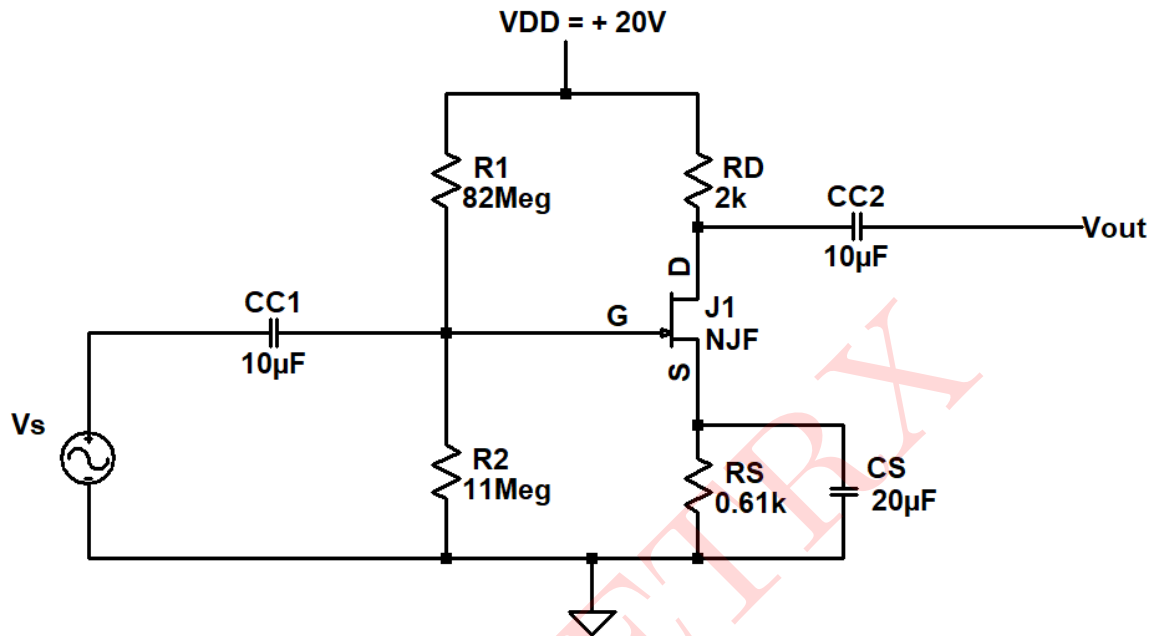 VDD = + 20V
R1
82Meg
RD
2k
CC2
10µF
Vout
D
J1
NJF
G
S
CC1
10µF
Vs
R2
11Meg
RS
0.61k
CS
20µF
ETRX